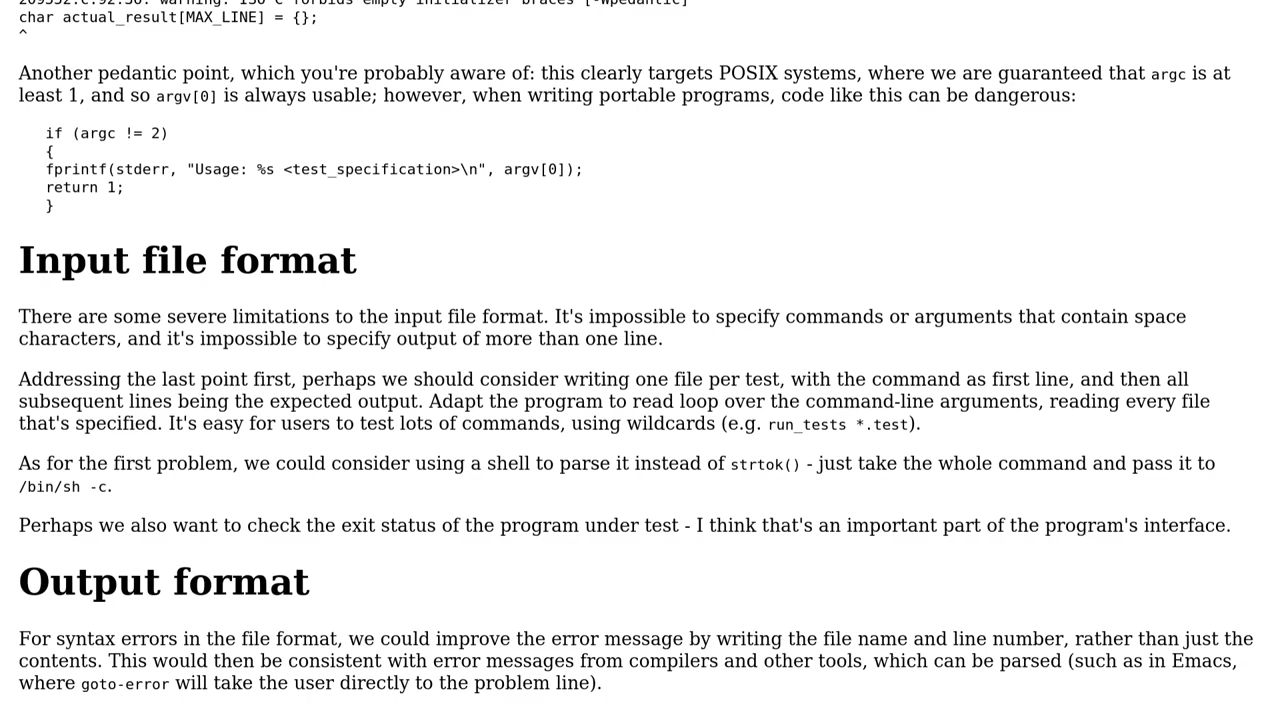 209552.c:92:36: warning: ISO C forbids empty initializer braces [-Wpedantic]
char actual_result[MAX_LINE] = {};
^
Another pedantic point, which you're probably aware of: this clearly targets POSIX systems, where we are guaranteed that argc is at
least 1, and so argv[0] is always usable; however, when writing portable programs, code like this can be dangerous:
if (argc != 2)
{
fprintf(stderr, "Usage: %s <test_specification>\n", argv[0]);
return 1;
}
Input file format
There are some severe limitations to the input file format. It's impossible to specify commands or arguments that contain space
characters, and it's impossible to specify output of more than one line.
Addressing the last point first, perhaps we should consider writing one file per test, with the command as first line, and then all
subsequent lines being the expected output. Adapt the program to read loop over the command-line arguments, reading every file
that's specified. It's easy for users to test lots of commands, using wildcards (e.g. run_tests *.test).
As for the first problem, we could consider using a shell to parse it instead of strtok() - just take the whole command and pass it to
/bin/sh -c.
Perhaps we also want to check the exit status of the program under test - I think that's an important part of the program's interface.
Output format
For syntax errors in the file format, we could improve the error message by writing the file name and line number, rather than just the
contents. This would then be consistent with error messages from compilers and other tools, which can be parsed (such as in Emacs,
where goto-error will take the user directly to the problem line).